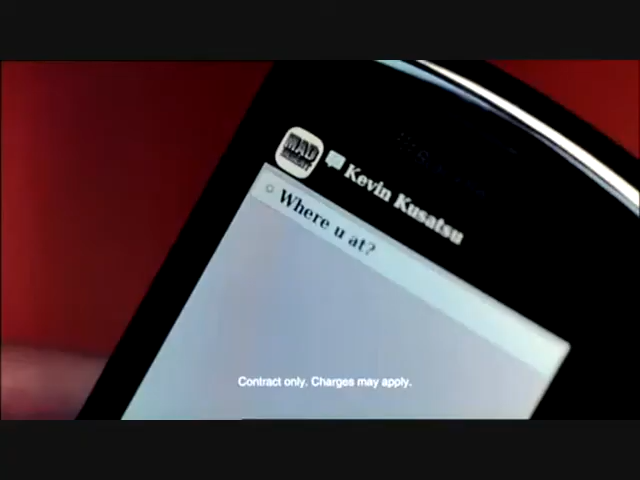 MAD
Kevin Kusatsu
Where u at?
Contract only. Charges may apply.